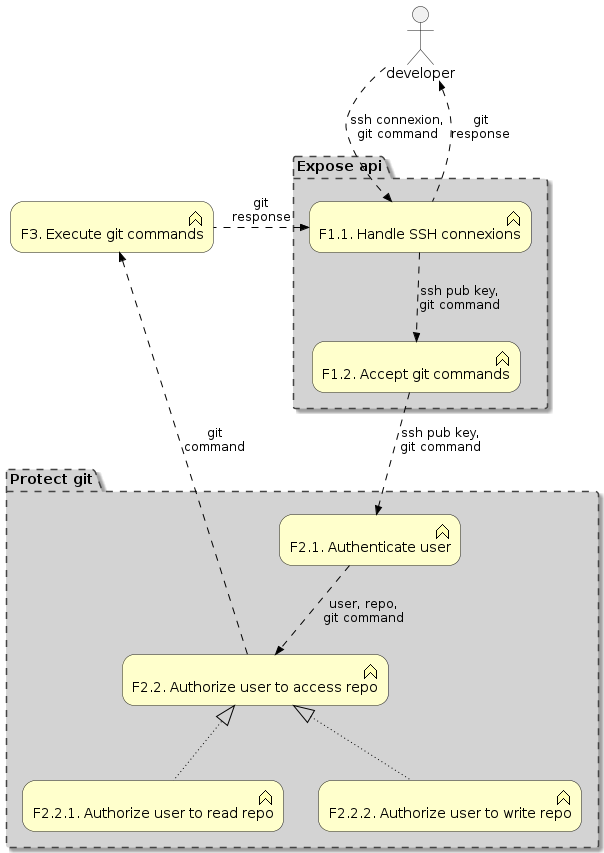 developer
ssh connexion,
git command
git
response
Expose api
git
response
F3. Execute git commands
F1.1. Handle SSH connexions
ssh pub key,
git command
F1.2. Accept git commands
git
command
ssh pub key,
git command
Protect git
F2.1. Authenticate user
user, repo,
git command
F2.2. Authorize user to access repo
F2.2.1. Authorize user to read repo
F2.2.2. Authorize user to write repo